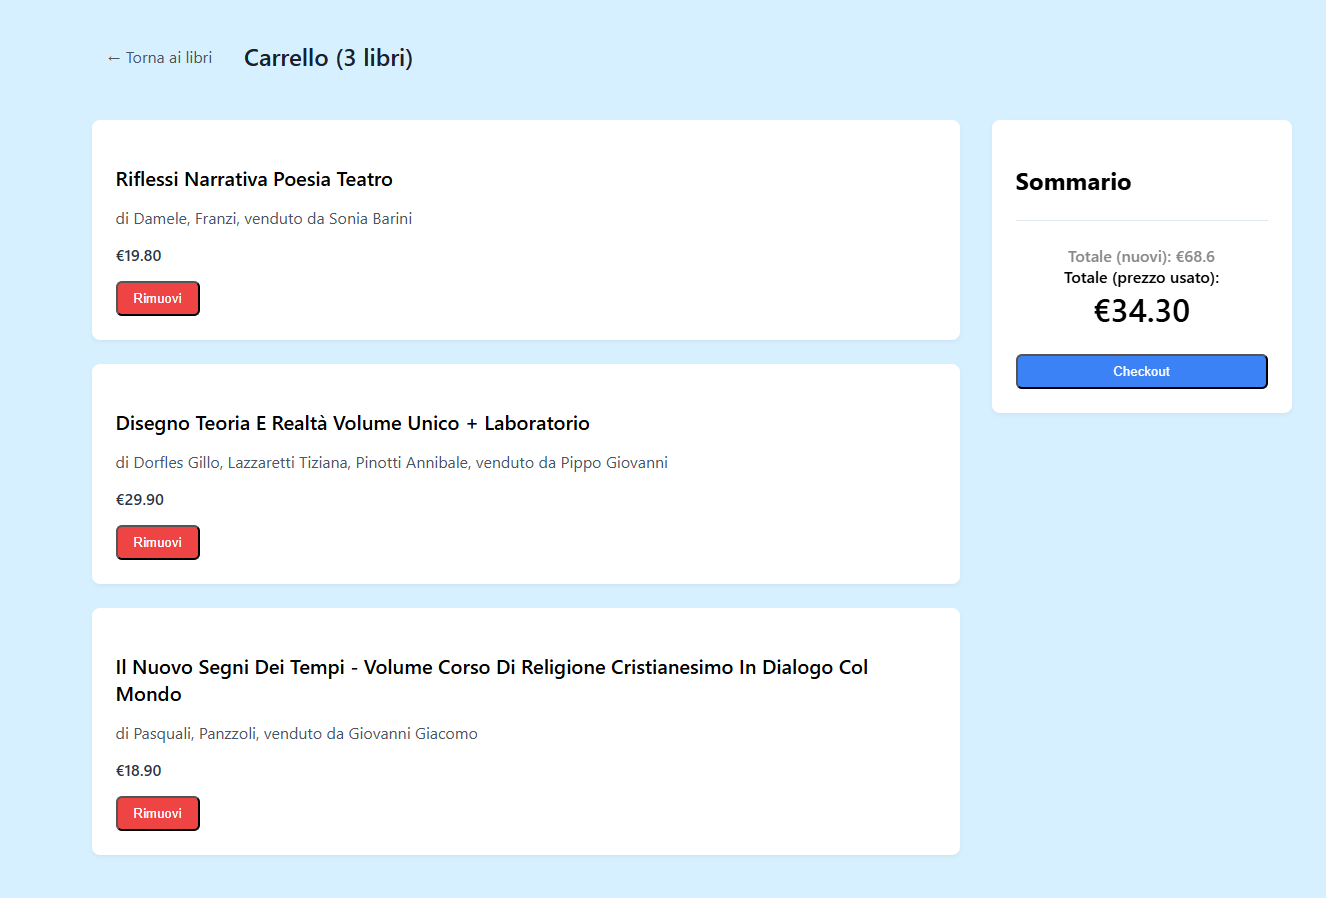 ← Torna ai libri
Carrello (3 libri)
Riflessi Narrativa Poesia Teatro
di Damele, Franzi, venduto da Sonia Barini
€19.80
Rimuovi
Disegno Teoria E Realtà Volume Unico + Laboratorio
di Dorfles Gillo, Lazzaretti Tiziana, Pinotti Annibale, venduto da Pippo Giovanni
€29.90
Rimuovi
Il Nuovo Segni Dei Tempi - Volume Corso Di Religione Cristianesimo In Dialogo Col
Mondo
di Pasquali, Panzzoli, venduto da Giovanni Giacomo
€18.90
Rimuovi
Sommario
Totale (nuovi): €68.6
Totale (prezzo usato):
€34.30
Checkout